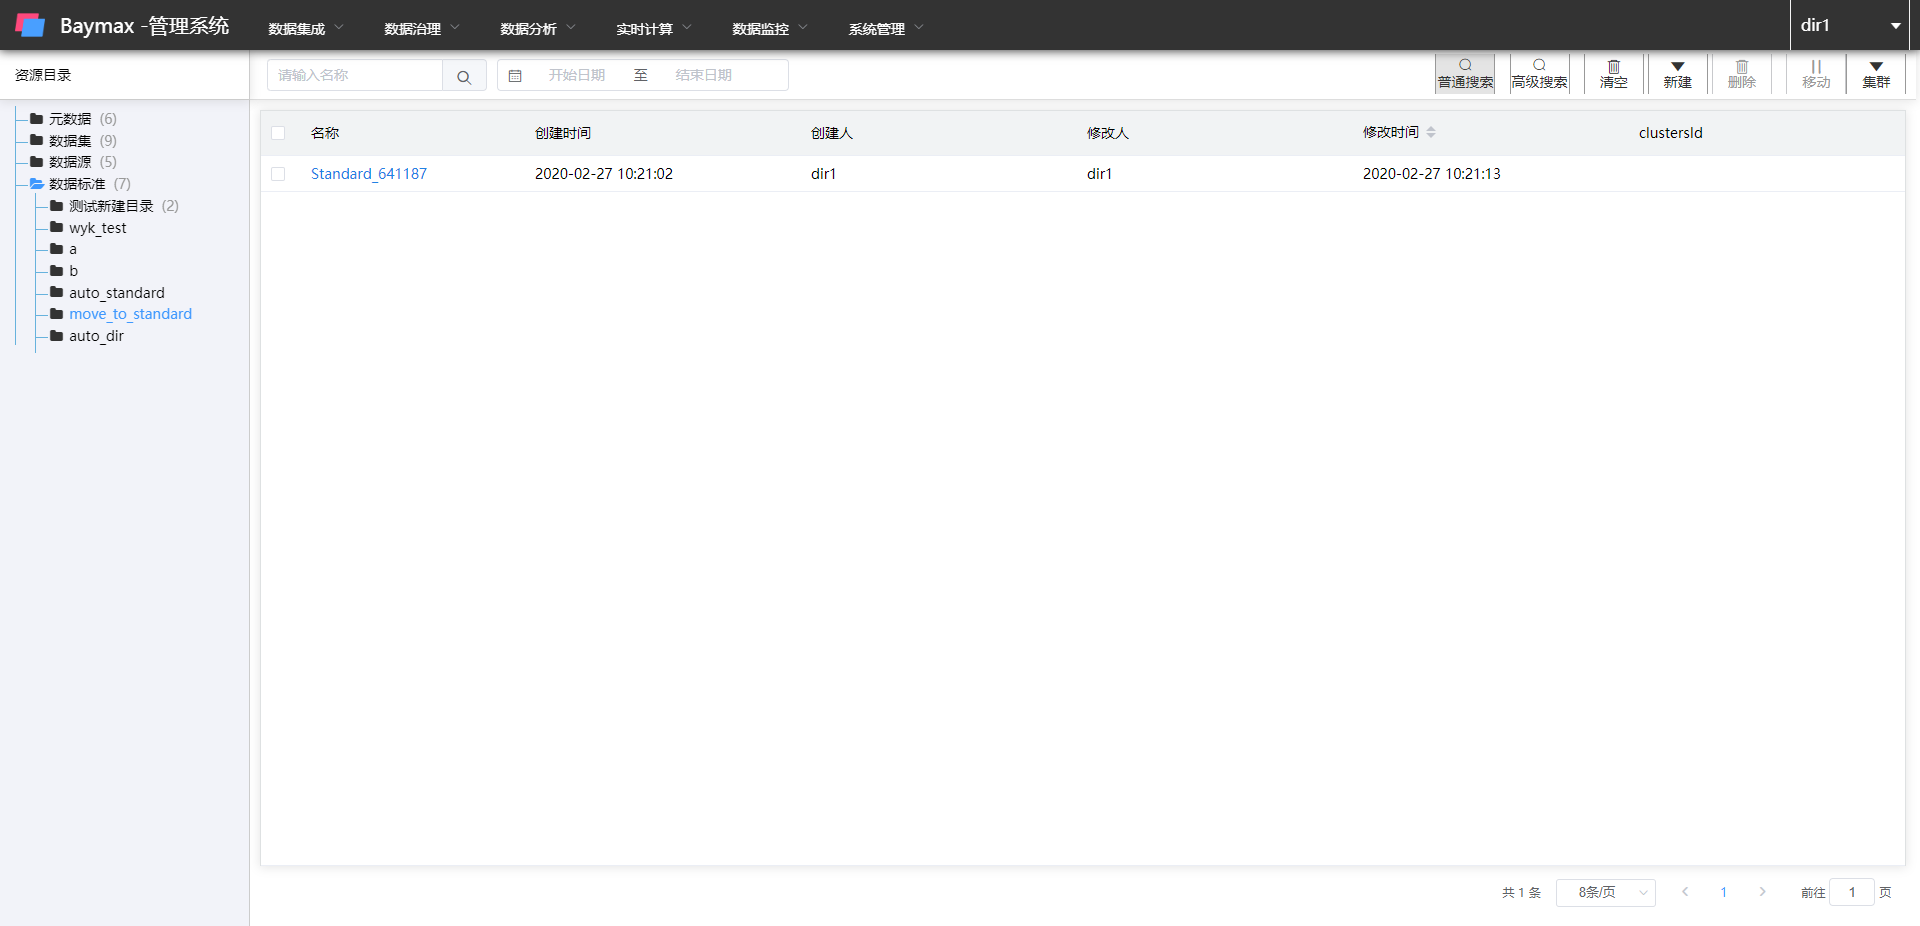 Baymax -管理系统
数据集成
数据治理
数据分析
实时计算
数据监控
系统管理
dir1
资源目录
请输入名称
开始日期 至 结束日期
普通搜索
高级搜索
清空
新建
删除
移动
集群
元数据 (6)
数据集 (9)
数据源 (5)
数据标准 (7)
测试新建目录 (2)
wyk_test
a
b
auto_standard
move_to_standard
auto_dir
名称 创建时间 创建人 修改人 修改时间 clustersId
Standard_641187 2020-02-27 10:21:02 dir1 dir1 2020-02-27 10:21:13
共 1 条 8条/页 1 前往 1 页